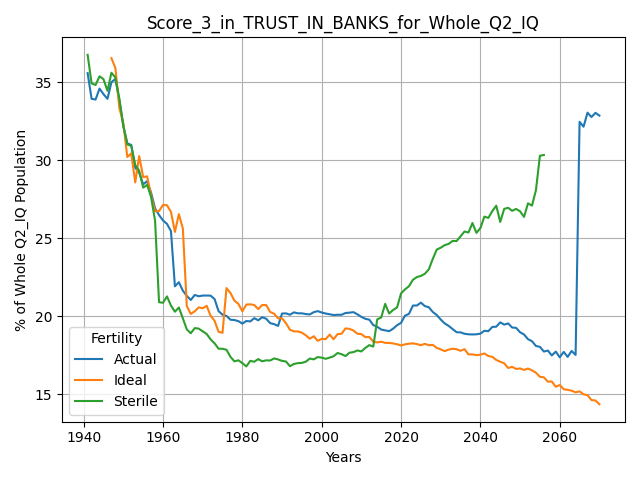 Score_3_in_TRUST_IN_BANKS_for_Whole_Q2_IQ
% of Whole Q2_IQ Population
35
30
25
20
15
Fertility
Actual
Ideal
Sterile
1940 1960 1980 2000 2020 2040 2060
Years